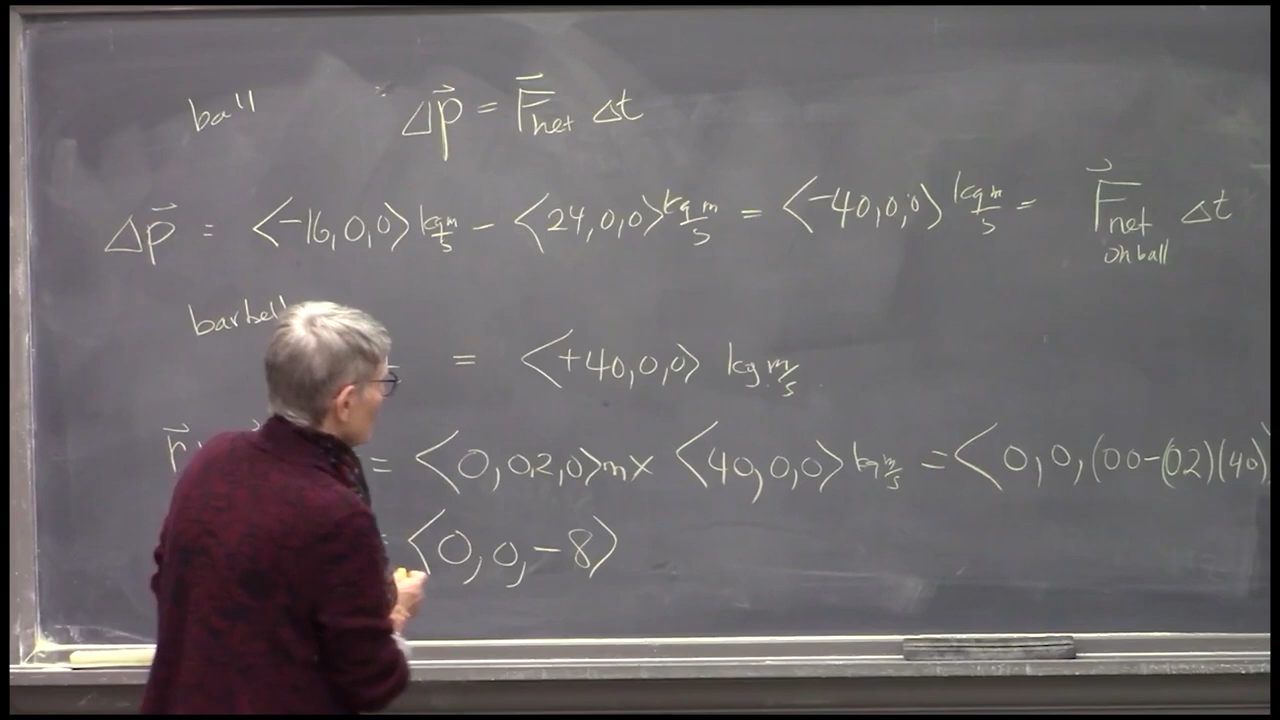 ball
Δp⃗ = F⃗net Δt
Δp⃗ = <-16,0,0> kg m/s - <24,0,0> kg m/s = <-40,0,0> kg m/s = F⃗net on ball Δt
barbell
= <+40,0,0> kg m/s
r⃗ = <0,0.2,0>m × <40,0,0> kg m/s = <0,0,(0·0-(0.2)(40)
<0,0,-8>